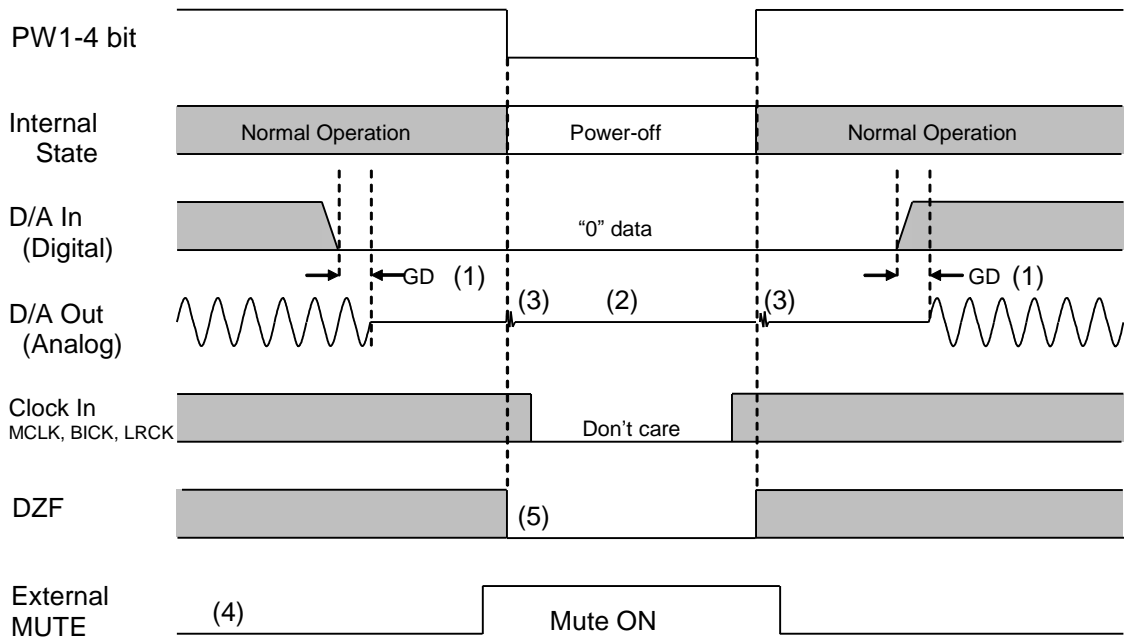 PW1-4 bit
Internal
State
Normal Operation
Power-off
Normal Operation
D/A In
(Digital)
“0” data
GD (1)
GD (1)
D/A Out
(Analog)
(3)
(2)
(3)
Clock In
MCLK, BICK, LRCK
Don’t care
DZF
(5)
External
MUTE
(4)
Mute ON